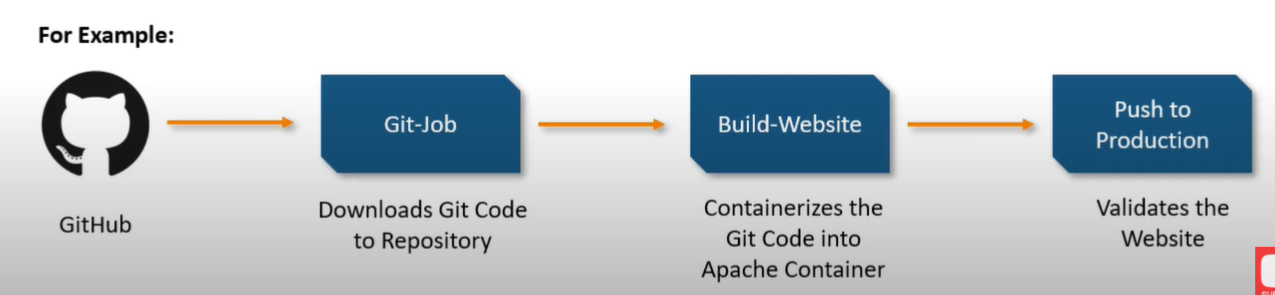 For Example:
Git-Job
Build-Website
Push to
Production
GitHub
Downloads Git Code
to Repository
Containerizes the
Git Code into
Apache Container
Validates the
Website